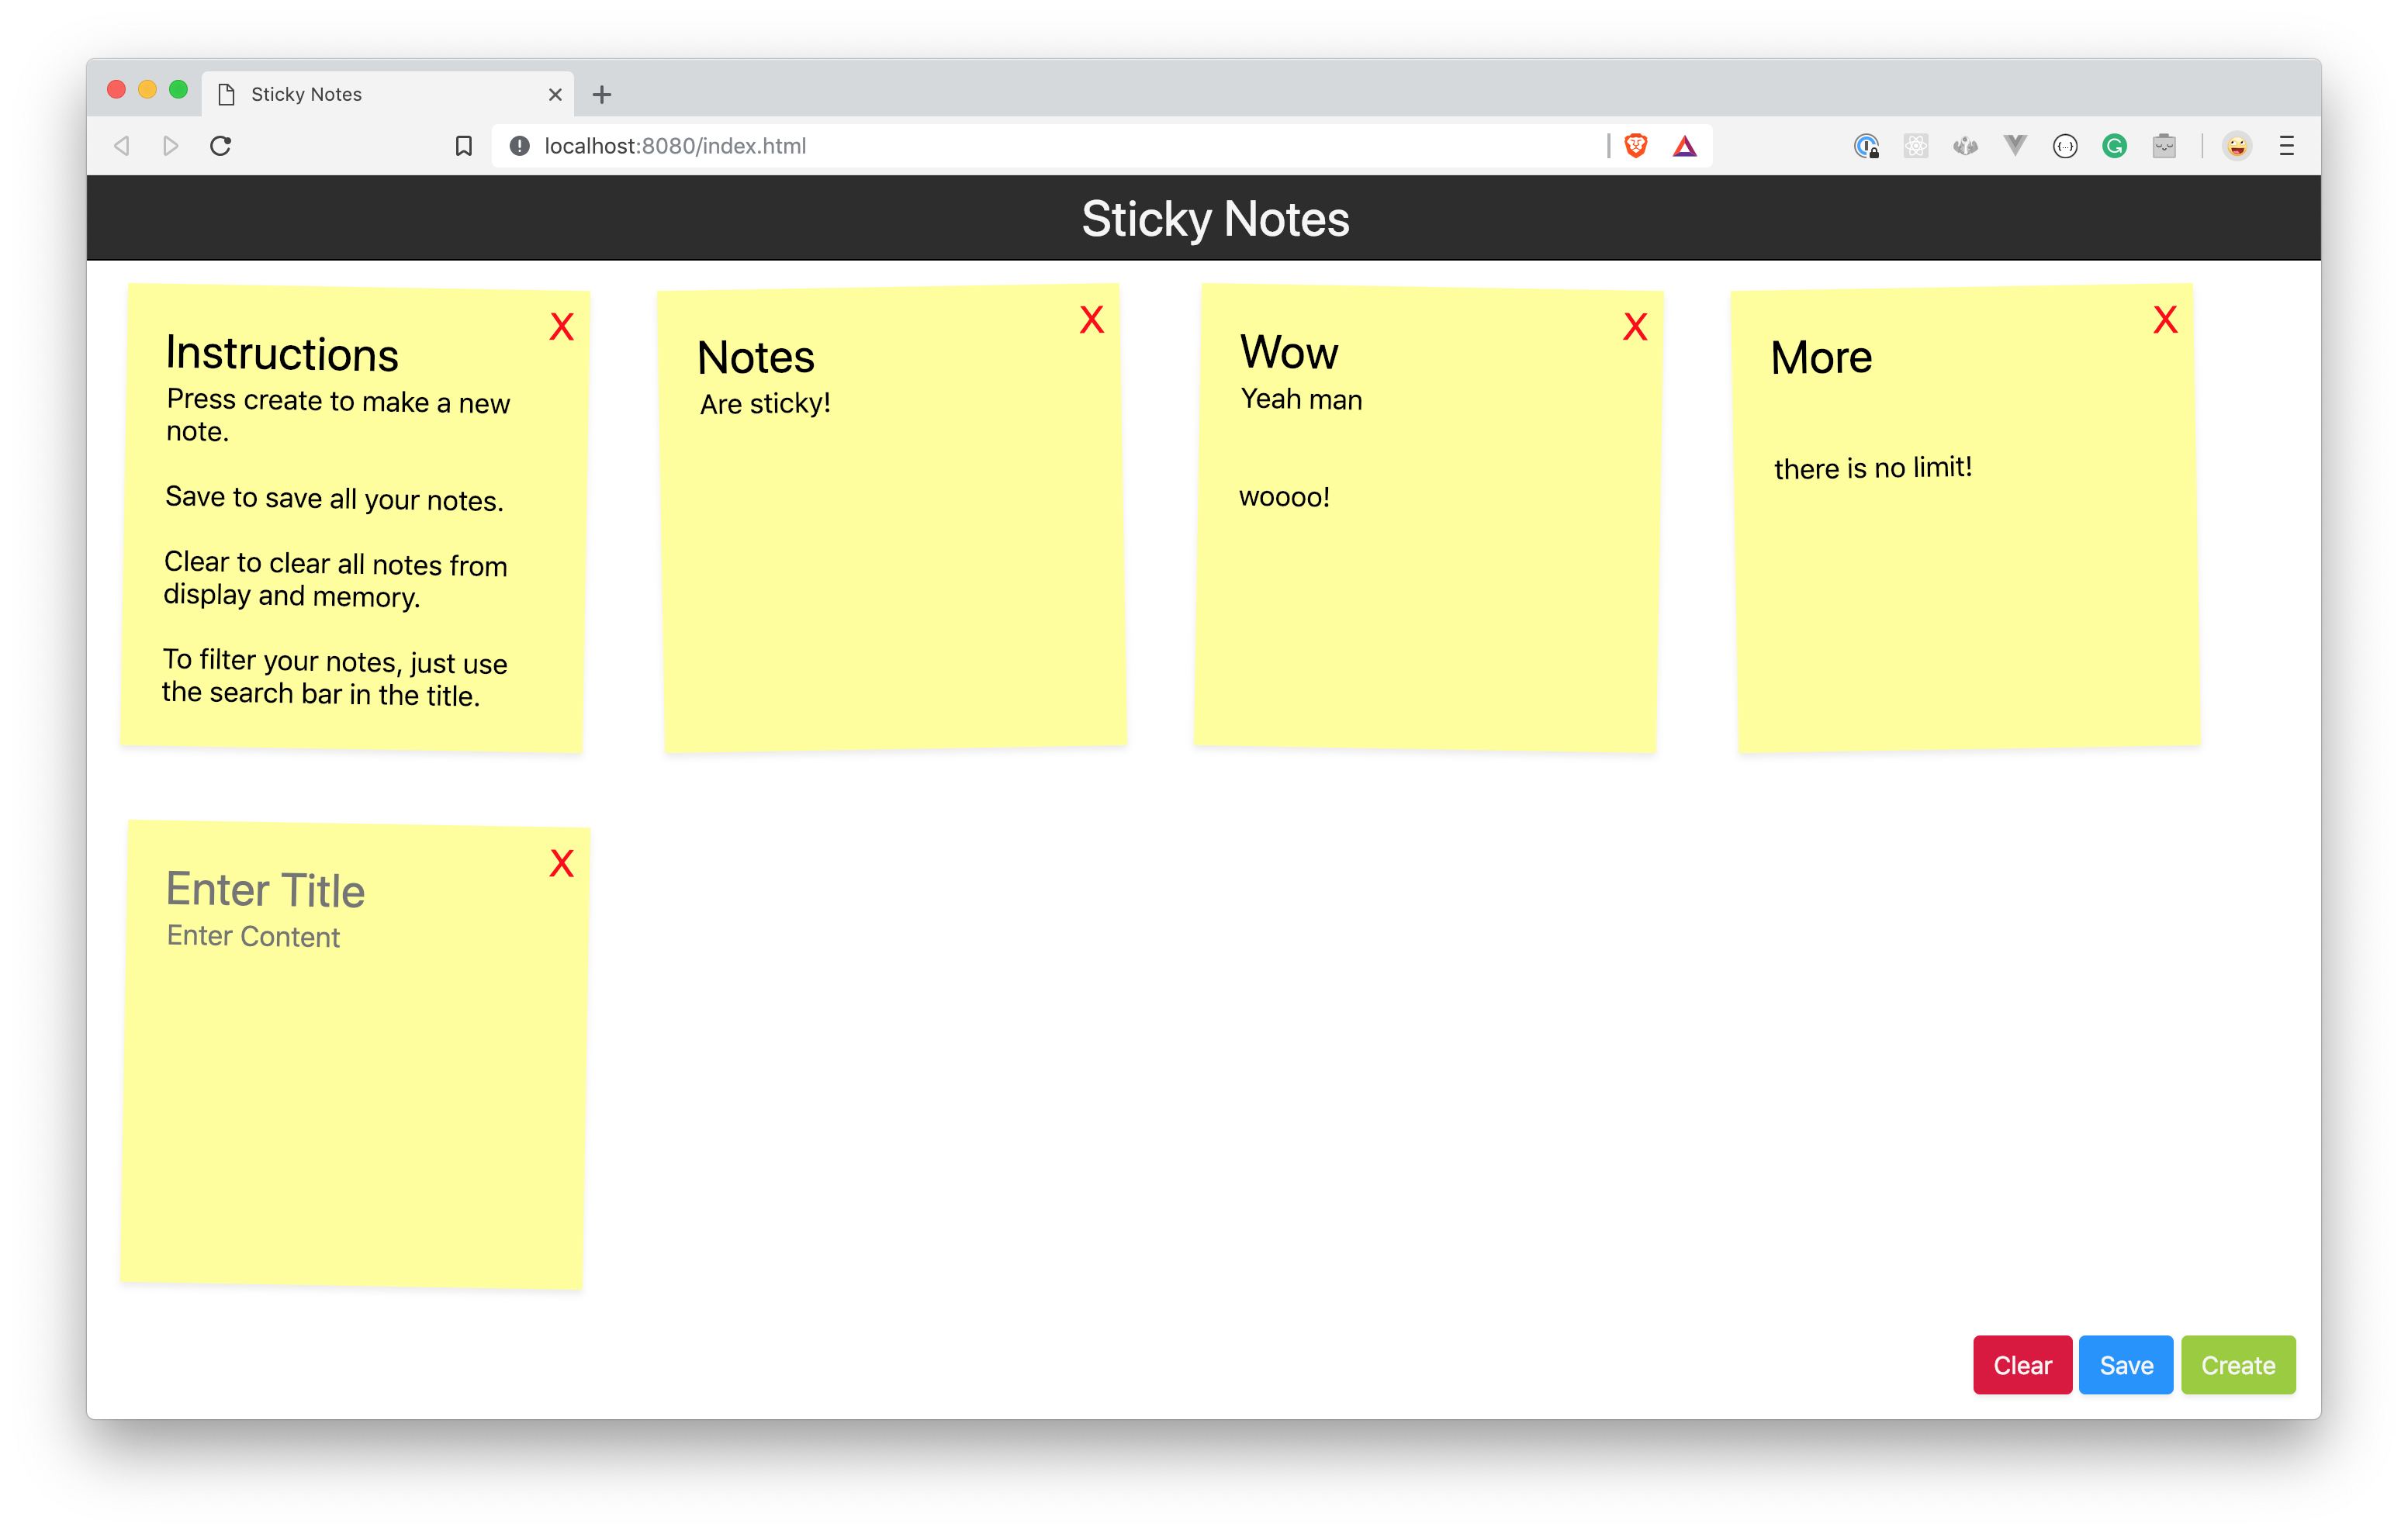 Sticky Notes
localhost:8080/index.html
Sticky Notes
X
Instructions
Press create to make a new
note.
Save to save all your notes.
Clear to clear all notes from
display and memory.
To filter your notes, just use
the search bar in the title.
X
Notes
Are sticky!
X
Wow
Yeah man
woooo!
X
More
there is no limit!
X
Enter Title
Enter Content
Clear
Save
Create